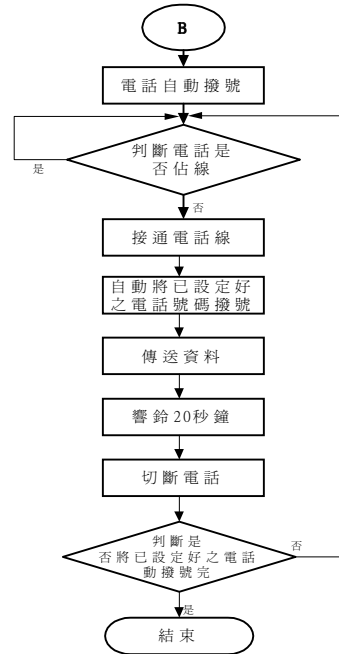 B
電話自動撥號
判斷電話是
否佔線
是
否
接通電話線
自動將已設定好
之電話號碼撥號
傳送資料
響鈴20秒鐘
切斷電話
判斷是
否將已設定好之電話
動撥號完
否
是
結束